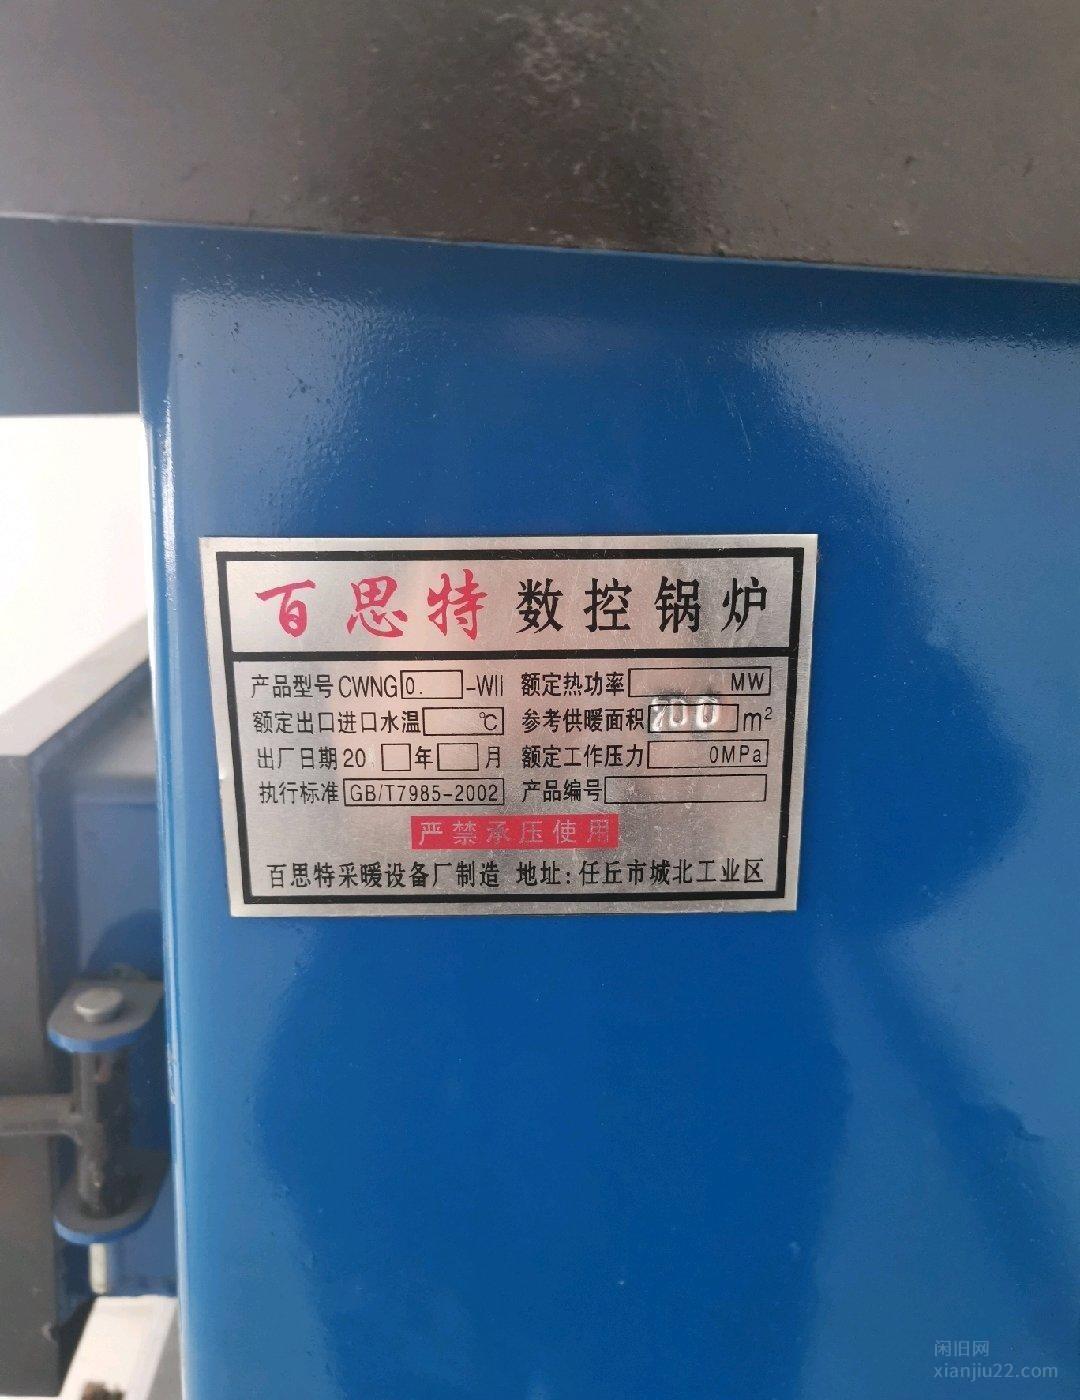 百思特 数控锅炉
产品型号 CWNG 0. -WII 额定热功率 MW
额定出口进口水温 ℃ 参考供暖面积 700 m²
出厂日期 20 年 月 额定工作压力 0MPa
执行标准 GB/T7985-2002 产品编号
严禁承压使用
百思特采暖设备厂制造 地址:任丘市城北工业区
闲旧网
xianjiu22.com